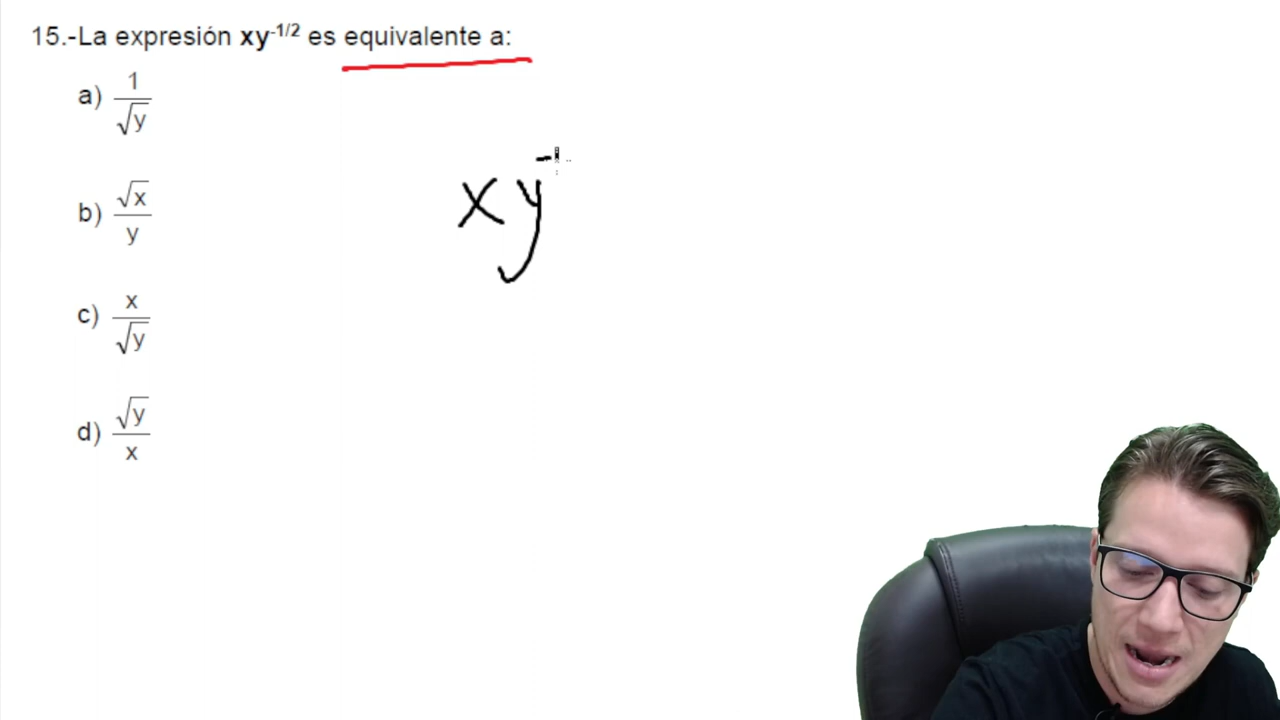 15.-La expresión xy^-1/2 es equivalente a:
a) 1/√y
b) √x/y
c) x/√y
d) √y/x
xy^-